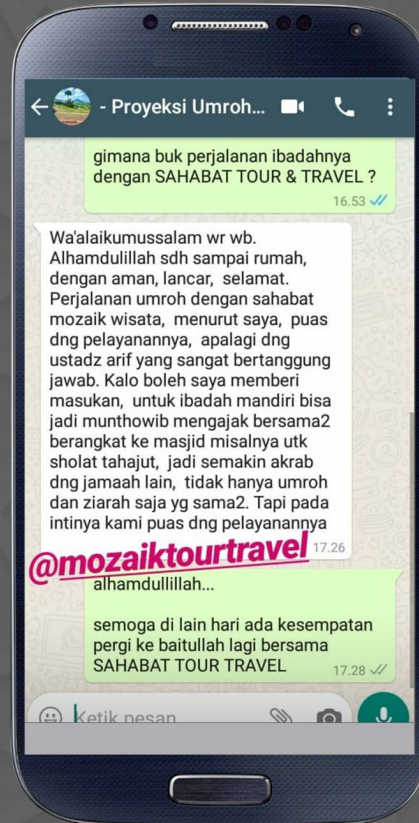 - Proyeksi Umroh...
gimana buk perjalanan ibadahnya
dengan SAHABAT TOUR & TRAVEL ?
16.53
Wa'alaikumussalam wr wb.
Alhamdulillah sdh sampai rumah,
dengan aman, lancar, selamat.
Perjalanan umroh dengan sahabat
mozaik wisata, menurut saya, puas
dng pelayanannya, apalagi dng
ustadz arif yang sangat bertanggung
jawab. Kalo boleh saya memberi
masukan, untuk ibadah mandiri bisa
jadi munthowib mengajak bersama2
berangkat ke masjid misalnya utk
sholat tahajut, jadi semakin akrab
dng jamaah lain, tidak hanya umroh
dan ziarah saja yg sama2. Tapi pada
intinya kami puas dng pelayanannya
17.26
@mozaiktourtravel
alhamdullillah...
semoga di lain hari ada kesempatan
pergi ke baitullah lagi bersama
SAHABAT TOUR TRAVEL
17.28
Ketik pesan